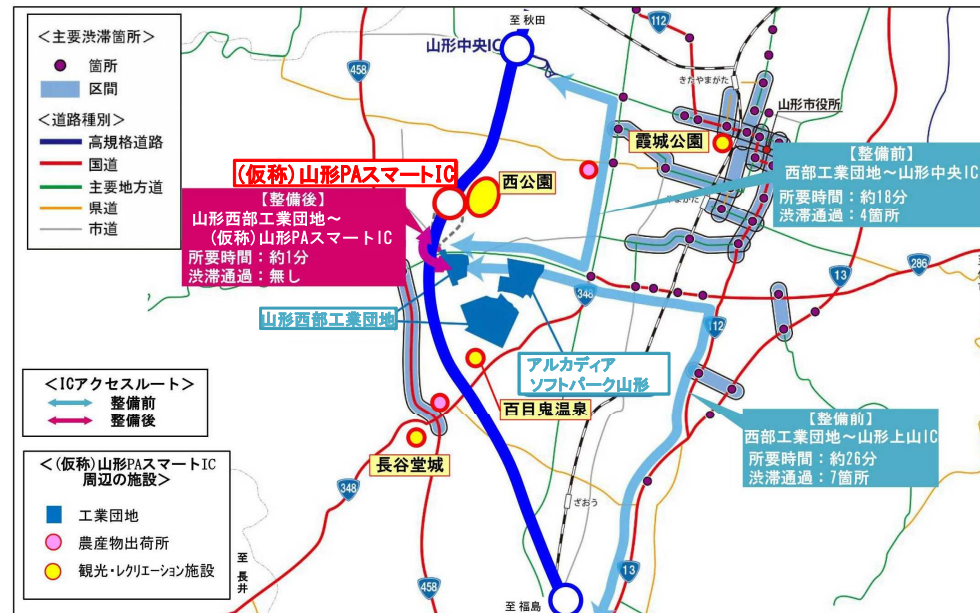 ＜主要渋滞箇所＞
箇所
区間
＜道路種別＞
高規格道路
国道
主要地方道
県道
市道
至 秋田
山形中央IC
112
458
きたやまがた
山形市役所
霞城公園
(仮称)山形PAスマートIC
西公園
【整備前】
西部工業団地～山形中央IC
所要時間：約18分
渋滞通過：4箇所
【整備後】
山形西部工業団地～
(仮称)山形PAスマートIC
所要時間：約1分
渋滞通過：無し
286
13
348
山形西部工業団地
112
アルカディア
ソフトパーク山形
＜ICアクセスルート＞
整備前
整備後
百目鬼温泉
【整備前】
西部工業団地～山形上山IC
所要時間：約26分
渋滞通過：7箇所
長谷堂城
＜(仮称)山形PAスマートIC
周辺の施設＞
工業団地
農産物出荷所
観光・レクリエーション施設
348
ざおう
至 長井
458
13
至 福島